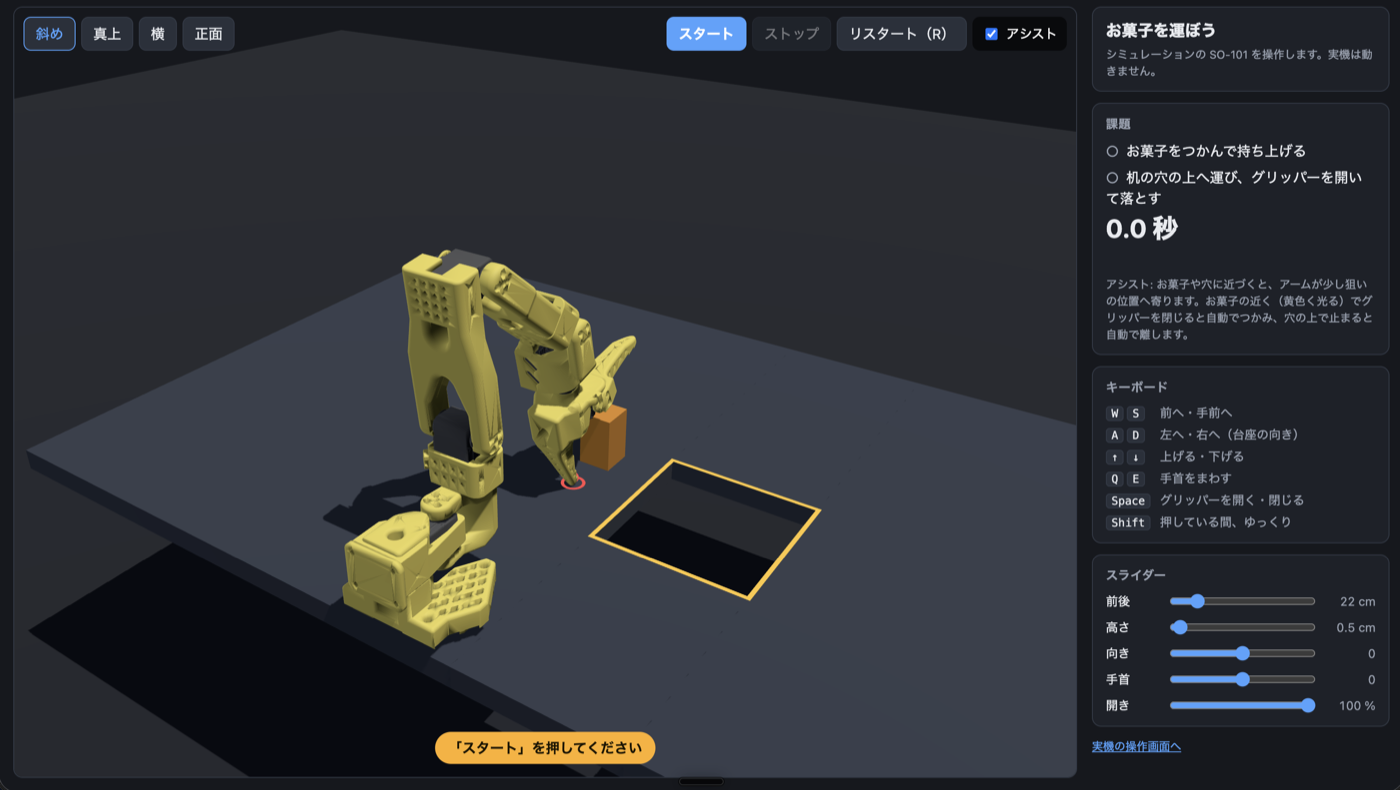 斜め 真上 横 正面 スタート ストップ リスタート（R） アシスト
「スタート」を押してください
お菓子を運ぼう
シミュレーションの SO-101 を操作します。実機は動
きません。
課題
お菓子をつかんで持ち上げる
机の穴の上へ運び、グリッパーを開い
て落とす
0.0 秒
アシスト: お菓子や穴に近づくと、アームが少し狙い
の位置へ寄ります。お菓子の近く（黄色く光る）でグ
リッパーを閉じると自動でつかみ、穴の上で止まると
自動で離します。
キーボード
W S 前へ・手前へ
A D 左へ・右へ（台座の向き）
↑ ↓ 上げる・下げる
Q E 手首をまわす
Space グリッパーを開く・閉じる
Shift 押している間、ゆっくり
スライダー
前後 22 cm
高さ 0.5 cm
向き 0
手首 0
開き 100 %
実機の操作画面へ